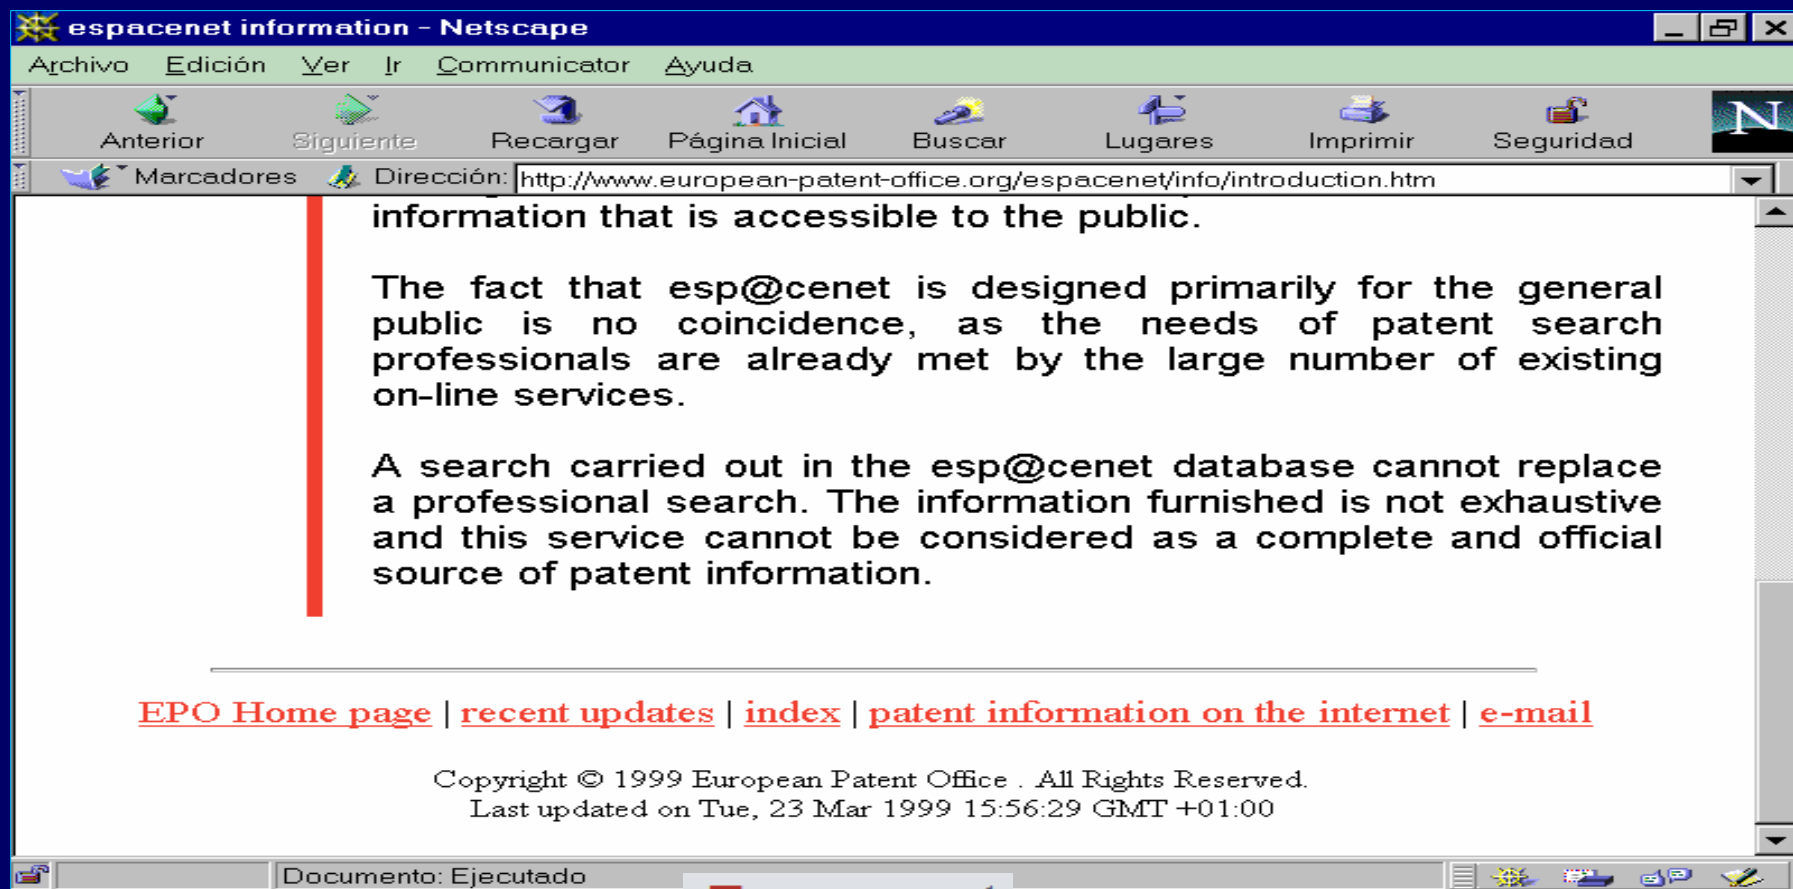 espacenet information - Netscape
Archivo Edición Ver Ir Communicator Ayuda
Anterior Siguiente Recargar Página Inicial Buscar Lugares Imprimir Seguridad
N
Marcadores Dirección: http://www.european-patent-office.org/espacenet/info/introduction.htm
information that is accessible to the public.
The fact that esp@cenet is designed primarily for the general
public is no coincidence, as the needs of patent search
professionals are already met by the large number of existing
on-line services.
A search carried out in the esp@cenet database cannot replace
a professional search. The information furnished is not exhaustive
and this service cannot be considered as a complete and official
source of patent information.
EPO Home page | recent updates | index | patent information on the internet | e-mail
Copyright © 1999 European Patent Office . All Rights Reserved.
Last updated on Tue, 23 Mar 1999 15:56:29 GMT +01:00
Documento: Ejecutado